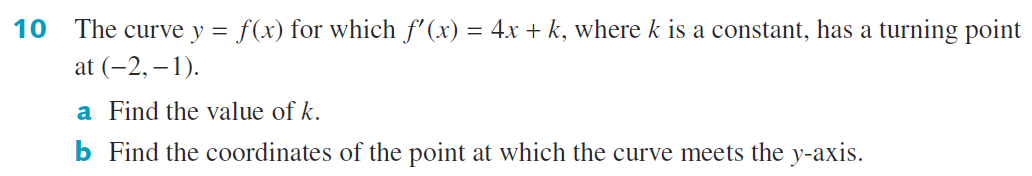 10 The curve y = f(x) for which f′(x) = 4x + k, where k is a constant, has a turning point
at (−2, −1).
a Find the value of k.
b Find the coordinates of the point at which the curve meets the y-axis.